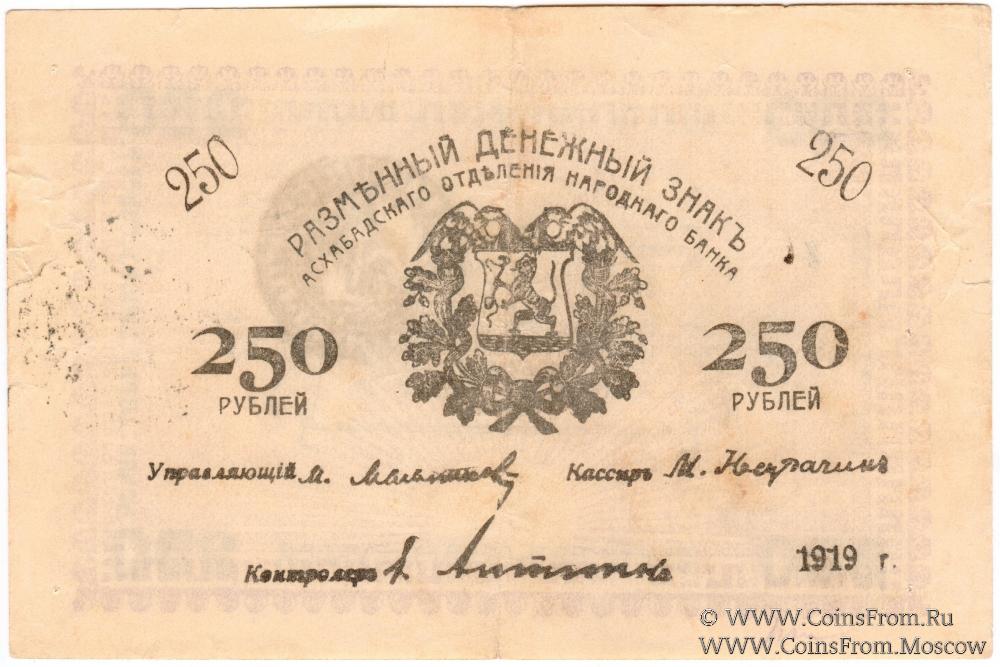 250 250
РАЗМѢННЫЙ ДЕНЕЖНЫЙ ЗНАКЪ
АСХАБАДСКАГО ОТДѢЛЕНІЯ НАРОДНАГО БАНКА
250 250
РУБЛЕЙ РУБЛЕЙ
Управляющій М. Мельников Кассиръ М.
Контролеръ А.
1919 г.
© WWW.CoinsFrom.Ru
WWW.CoinsFrom.Moscow